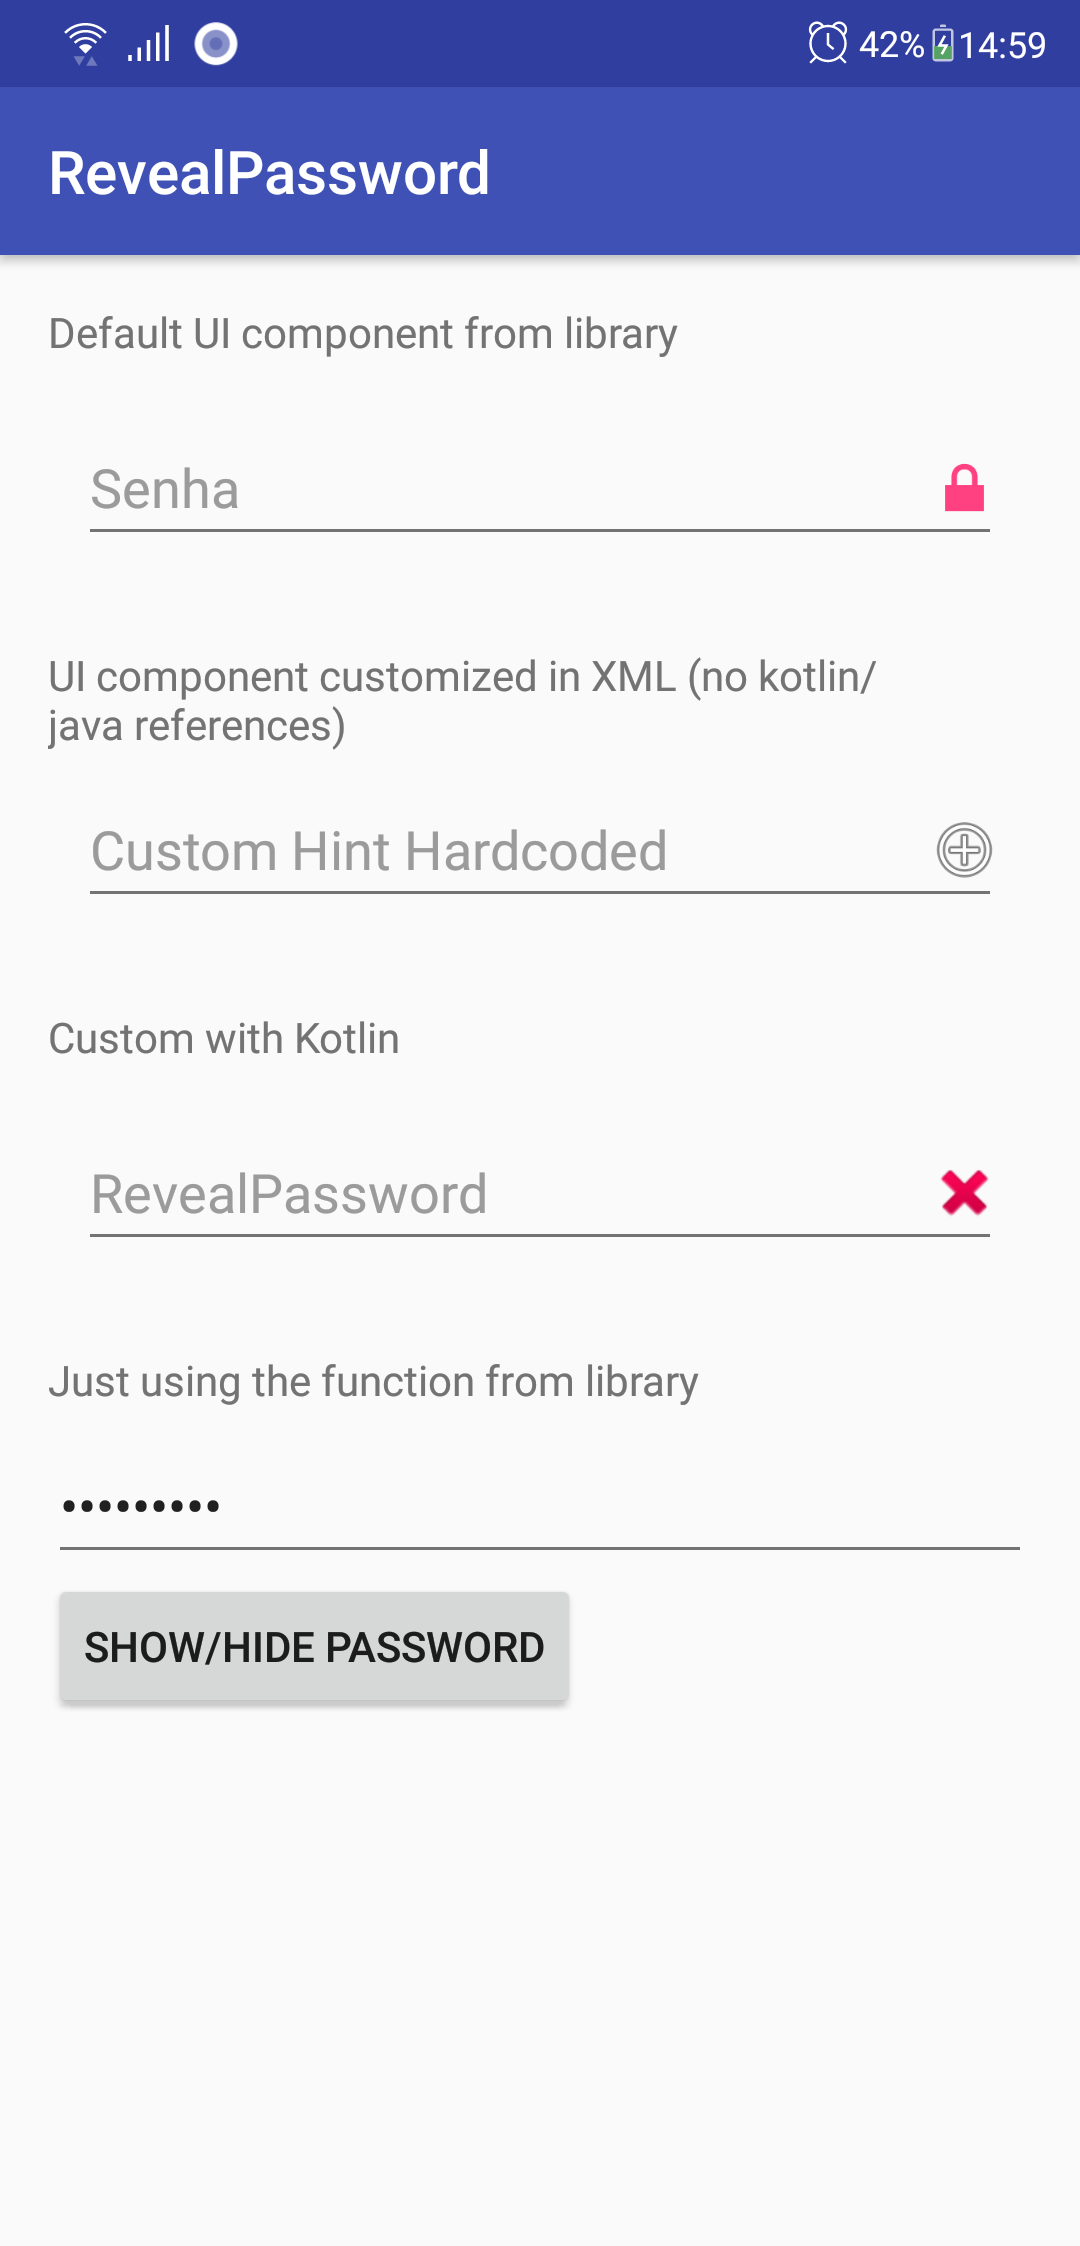 42% 14:59
RevealPassword
Default UI component from library
Senha
UI component customized in XML (no kotlin/
java references)
Custom Hint Hardcoded
Custom with Kotlin
RevealPassword
Just using the function from library
•••••••••
SHOW/HIDE PASSWORD